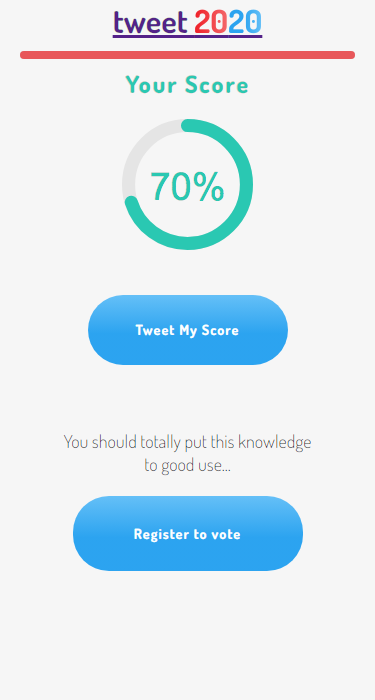 tweet 2020
Your Score
70%
Tweet My Score
You should totally put this knowledge
to good use...
Register to vote